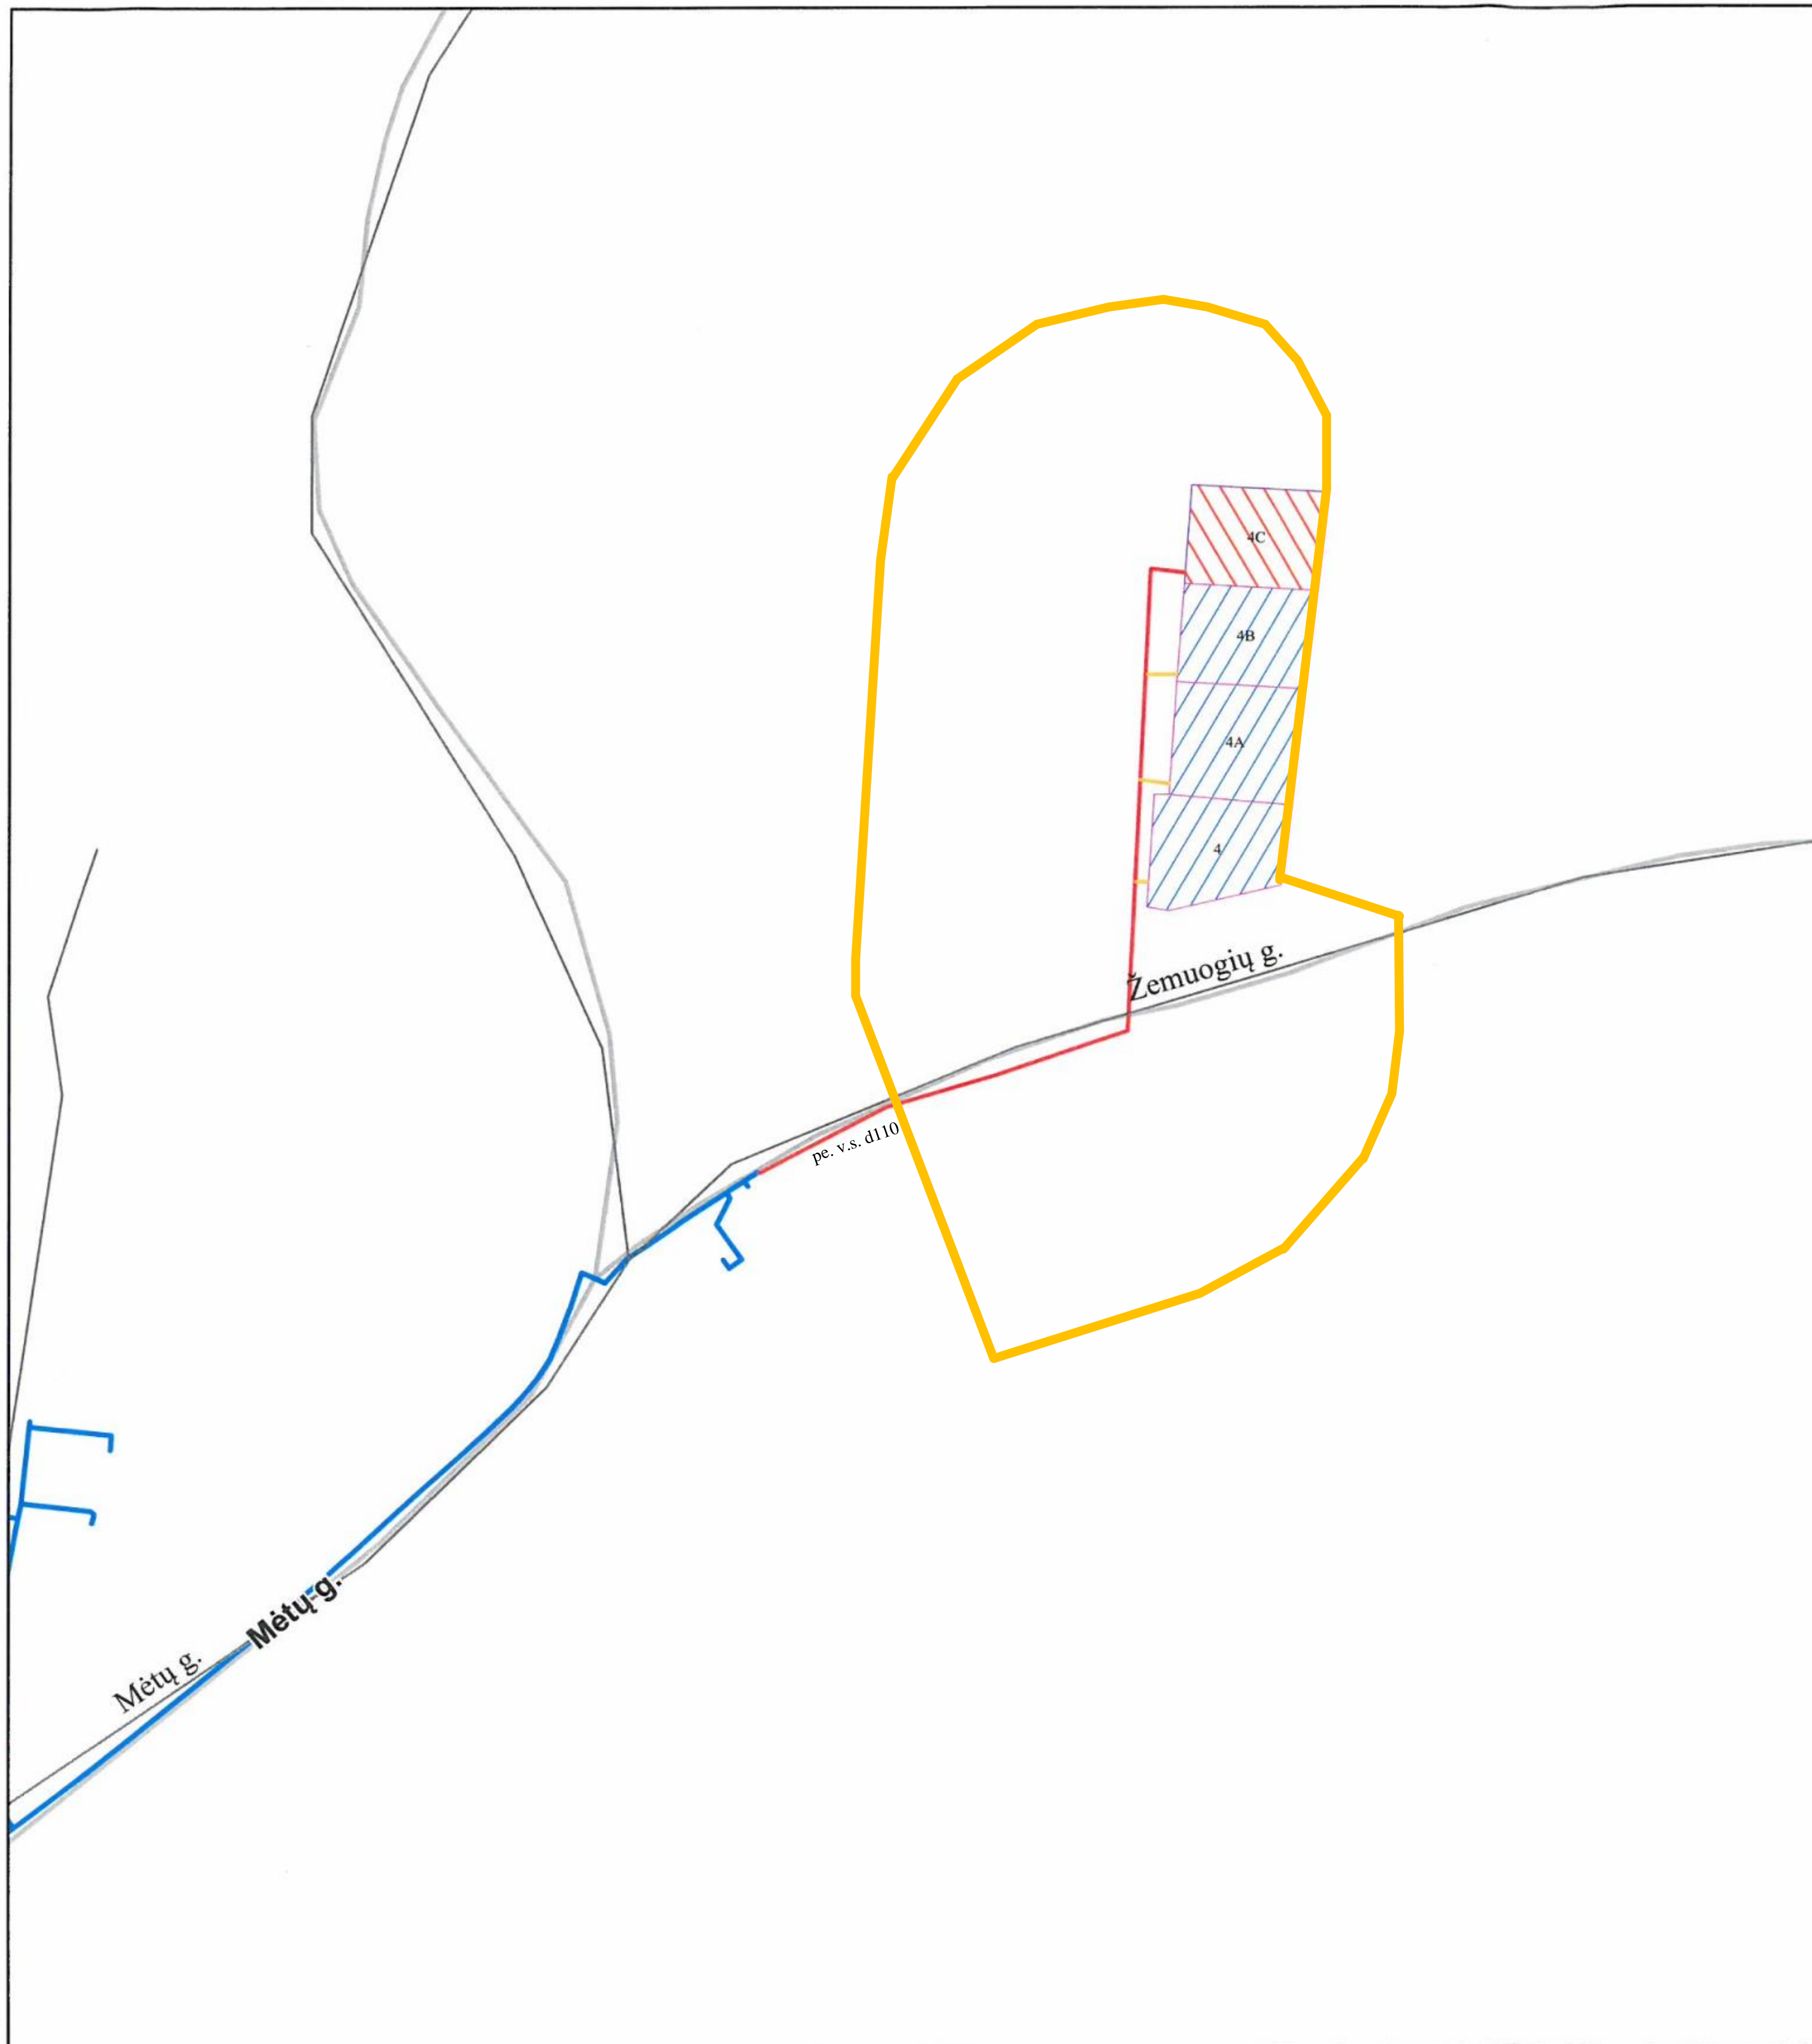 4C
4B
4A
4
Žemuogių g.
pe. v.s. d110
Mėtų g.
Mėtų g.